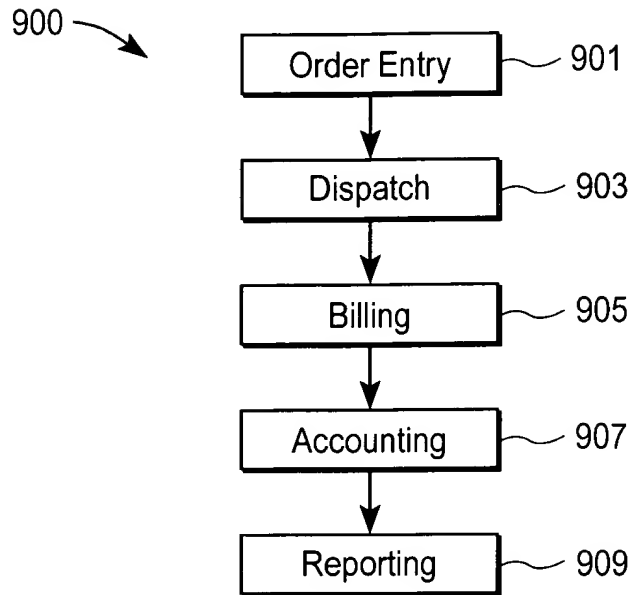 900
Order Entry 901
Dispatch 903
Billing 905
Accounting 907
Reporting 909